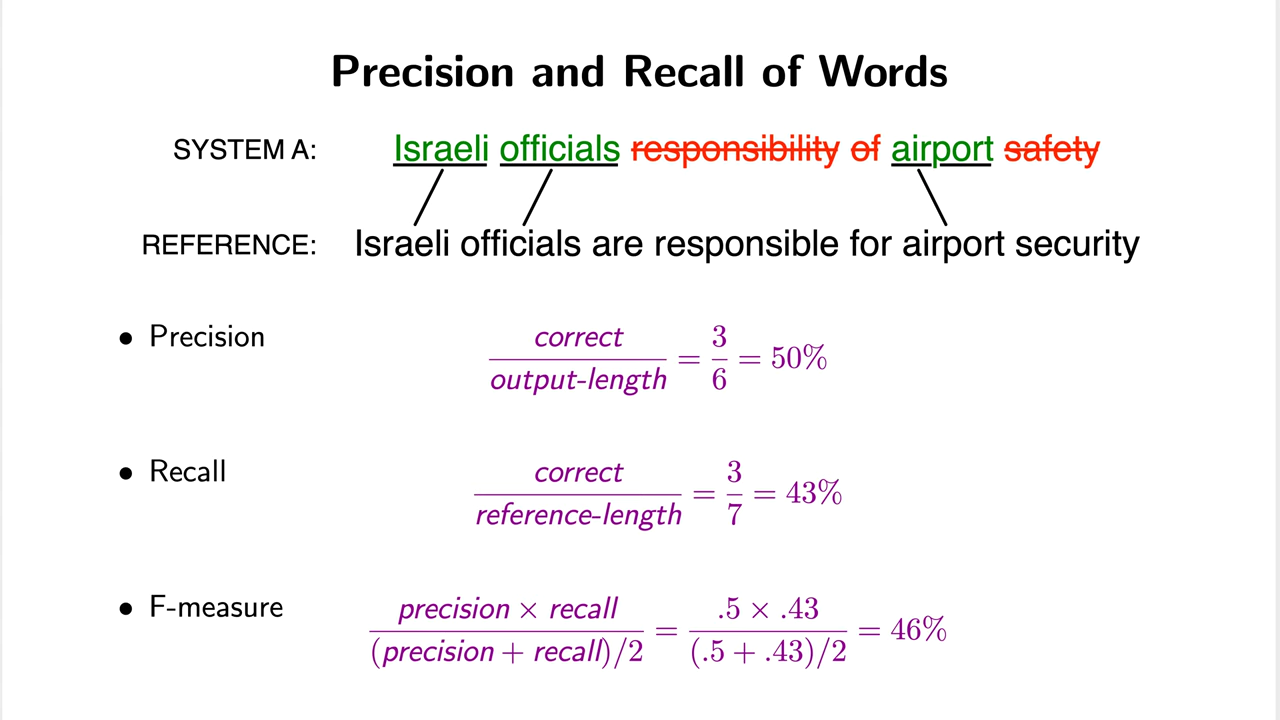 Precision and Recall of Words
SYSTEM A: Israeli officials responsibility of airport safety
REFERENCE: Israeli officials are responsible for airport security
• Precision
correct / output-length = 3/6 = 50%
• Recall
correct / reference-length = 3/7 = 43%
• F-measure
precision × recall / (precision + recall)/2 = .5 × .43 / (.5 + .43)/2 = 46%